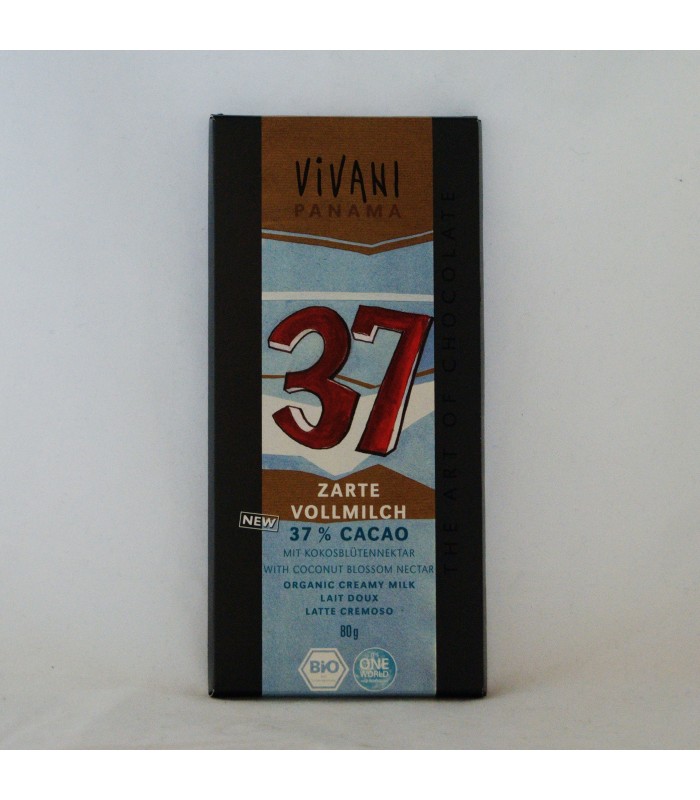 ViVANI
PANAMA
THE ART OF CHOCOLATE
37
ZARTE
VOLLMILCH
NEW
37 % CACAO
MIT KOKOSBLÜTENNEKTAR
WITH COCONUT BLOSSOM NECTAR
ORGANIC CREAMY MILK
LAIT DOUX
LATTE CREMOSO
80g
BIO
ONE
WORLD